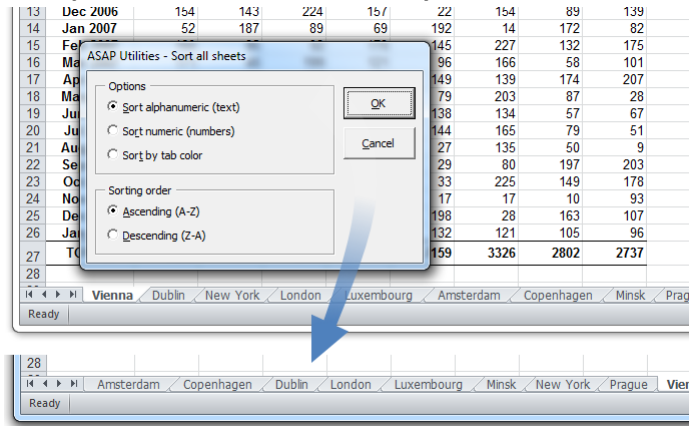 13 Dec 2006 154 143 224 157 22 154 89 139
14 Jan 2007 52 187 89 69 192 14 172 82
15 Fe 145 227 132 175
16 Ma 96 166 58 101
17 Ap 149 139 174 207
18 Ma 79 203 87 28
19 Ju 138 134 57 67
20 Ju 144 165 79 51
21 Au 27 135 50 9
22 Se 29 80 197 203
23 Oc 33 225 149 178
24 No 17 17 10 93
25 De 198 28 163 107
26 Ja 132 121 105 96
27 TO 159 3326 2802 2737
28
ASAP Utilities - Sort all sheets
Options
Sort alphanumeric (text)
Sort numeric (numbers)
Sort by tab color
OK
Cancel
Sorting order
Ascending (A-Z)
Descending (Z-A)
Vienna Dublin New York London Luxembourg Amsterdam Copenhagen Minsk Prag
Ready
28
Amsterdam Copenhagen Dublin London Luxembourg Minsk New York Prague Vien
Ready